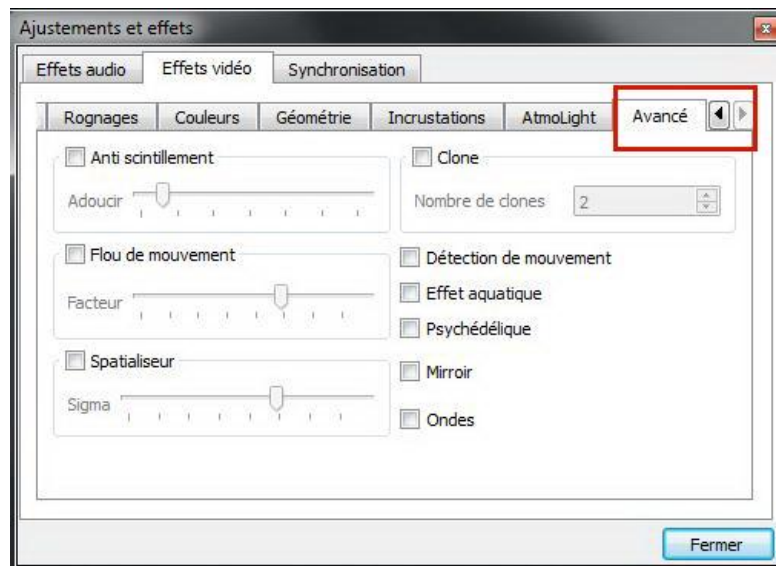 Ajustements et effets
Effets audio Effets vidéo Synchronisation
Rognages Couleurs Géométrie Incrustations AtmoLight Avancé
Anti scintillement
Adoucir
Clone
Nombre de clones 2
Flou de mouvement
Facteur
Détection de mouvement
Effet aquatique
Psychédélique
Spatialiseur
Sigma
Mirroir
Ondes
Fermer